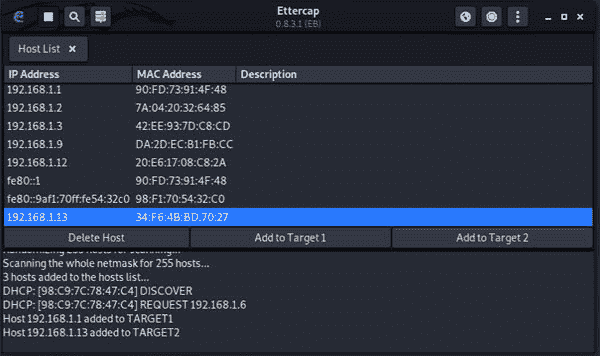 Ettercap
0.8.3.1 (EB)
Host List
IP Address MAC Address Description
192.168.1.1 90:FD:73:91:4F:48
192.168.1.2 7A:04:20:32:64:85
192.168.1.3 42:EE:93:7D:C8:CD
192.168.1.9 DA:2D:EC:B1:FB:CC
192.168.1.12 20:E6:17:08:C8:2A
fe80::1 90:FD:73:91:4F:48
fe80::9af1:70ff:fe54:32c0 98:F1:70:54:32:C0
192.168.1.13 34:F6:4B:BD:70:27
Delete Host Add to Target 1 Add to Target 2
Randomizing 255 hosts for scanning...
Scanning the whole netmask for 255 hosts...
3 hosts added to the hosts list...
DHCP: [98:C9:7C:78:47:C4] DISCOVER
DHCP: [98:C9:7C:78:47:C4] REQUEST 192.168.1.6
Host 192.168.1.1 added to TARGET1
Host 192.168.1.13 added to TARGET2